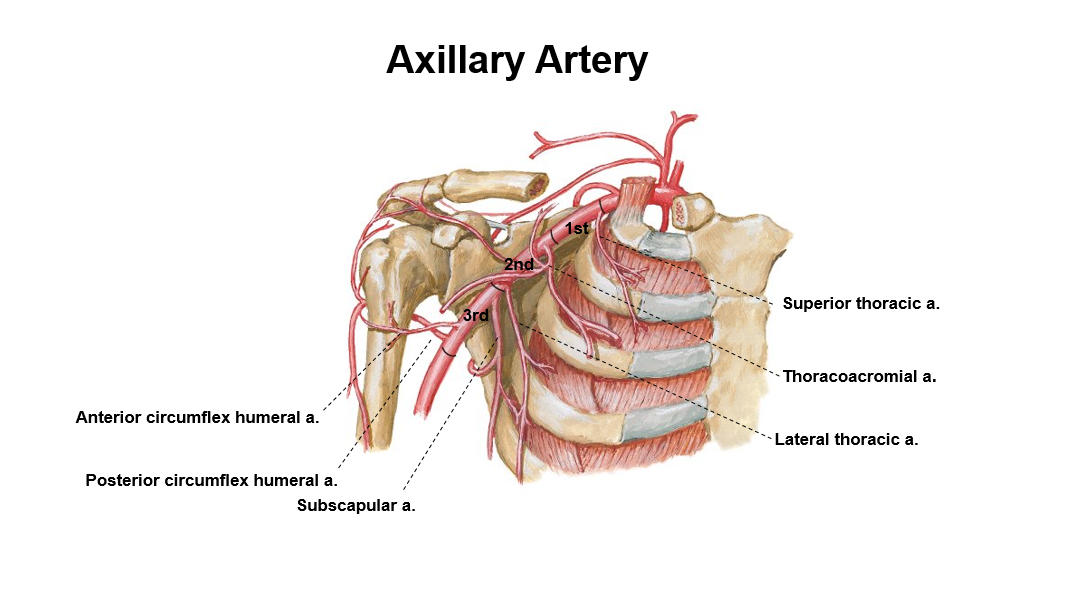 Axillary Artery
1st
2nd
3rd
Superior thoracic a.
Thoracoacromial a.
Lateral thoracic a.
Anterior circumflex humeral a.
Posterior circumflex humeral a.
Subscapular a.